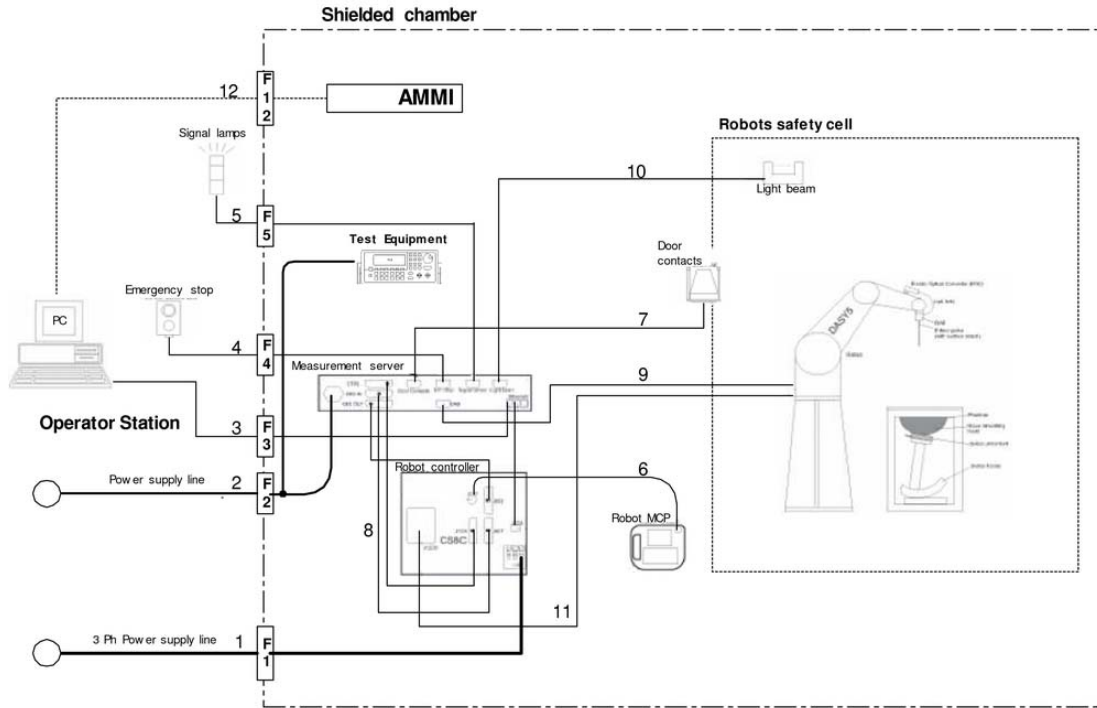 Shielded chamber
12
F
1
2
AMMI
Signal lamps
Robots safety cell
10
Light beam
5
F
5
Test Equipment
Door
contacts
Emergency stop
PC
7
DASY5
4
F
4
Measurement server
9
Operator Station
3
F
3
Robot controller
Power supply line
2
F
2
6
8
Robot MCP
CS8C
11
3 Ph Power supply line
1
F
1